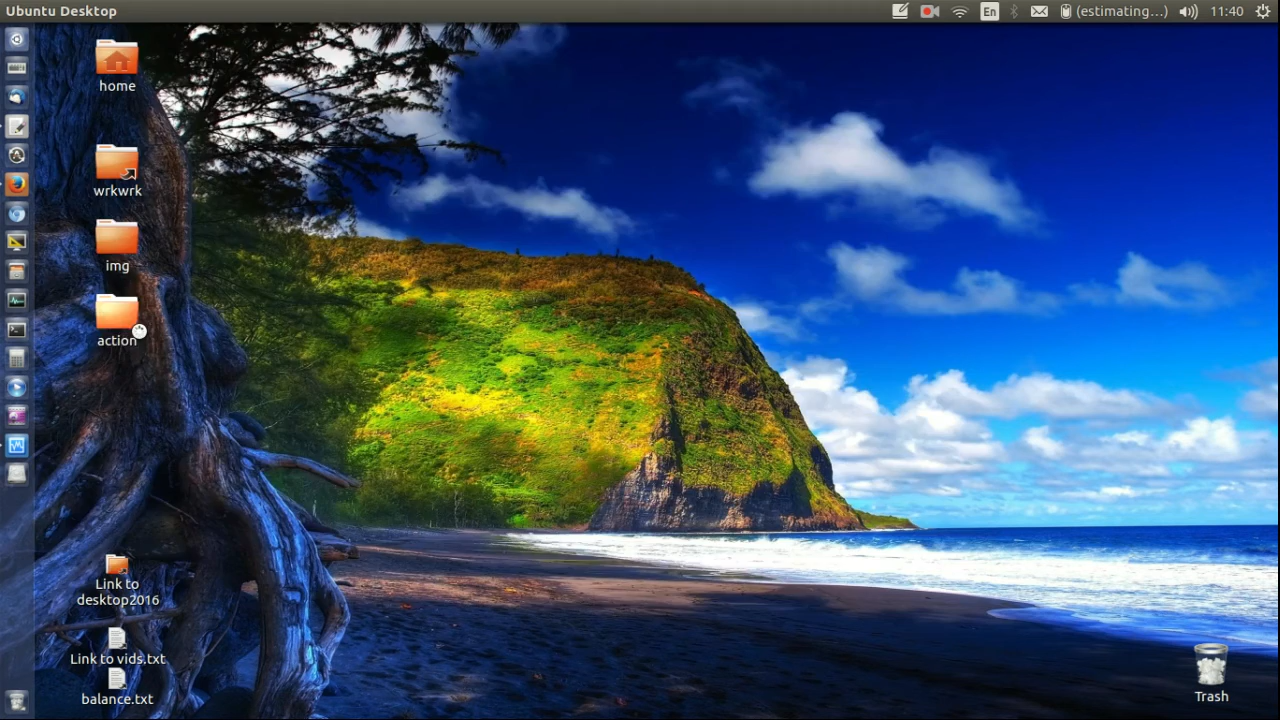 Ubuntu Desktop
En
(estimating...)
11:40
home
wrkwrk
img
action
Link to
desktop2016
Link to vids.txt
balance.txt
Trash